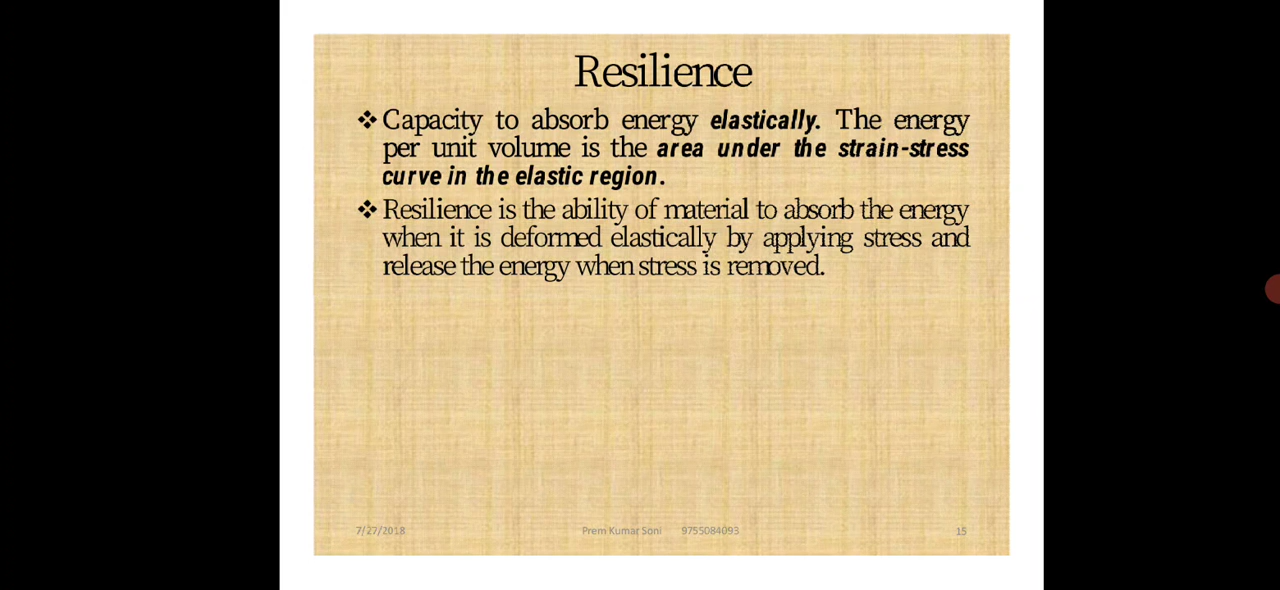 Resilience
❖ Capacity to absorb energy elastically. The energy
per unit volume is the area under the strain-stress
curve in the elastic region.
❖ Resilience is the ability of material to absorb the energy
when it is deformed elastically by applying stress and
release the energy when stress is removed.
7/27/2018 Prem Kumar Soni 9755084093 15